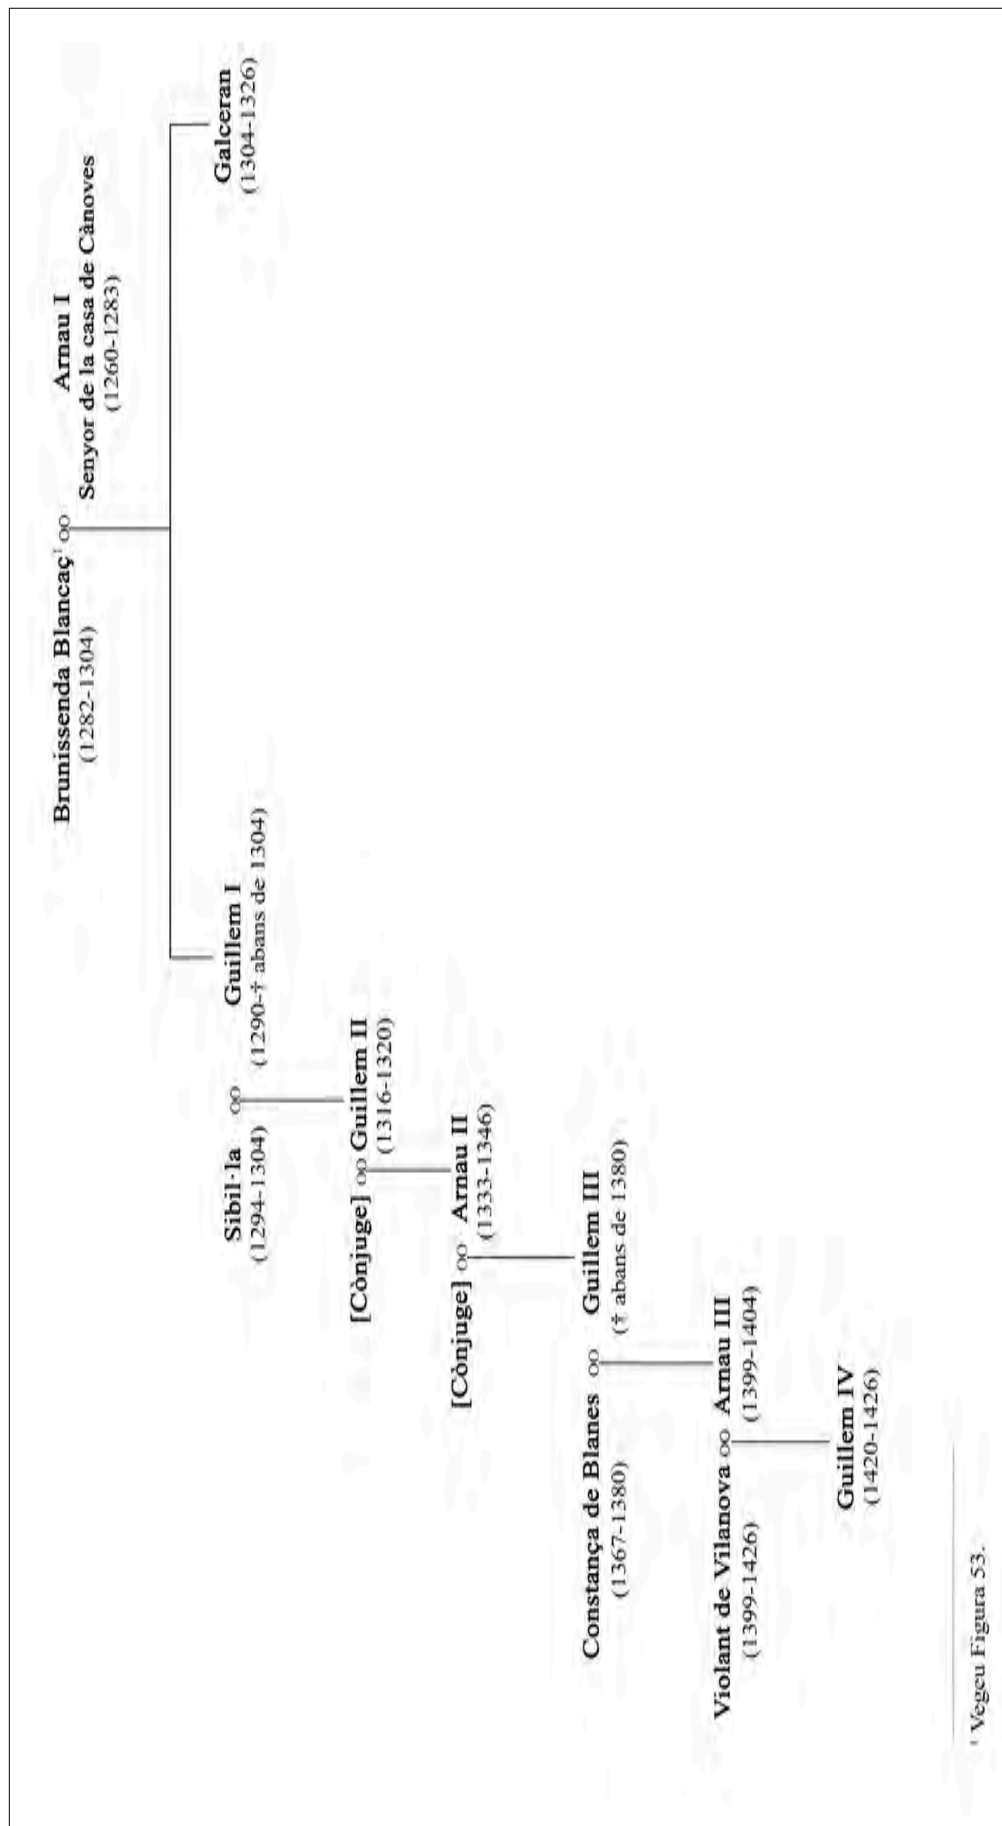 Brunissenda Blancaç¹ ∞ Arnau I
Senyor de la casa de Cànoves
(1282-1304)
(1260-1283)
Sibil·la ∞ Guillem I
(1294-1304)
(1290-† abans de 1304)
Galceran
(1304-1326)
[Cònjuge] ∞ Guillem II
(1316-1320)
[Cònjuge] ∞ Arnau II
(1333-1346)
Constança de Blanes ∞ Guillem III
(1367-1380)
(† abans de 1380)
Violant de Vilanova ∞ Arnau III
(1399-1426)
(1399-1404)
Guillem IV
(1420-1426)
¹ Vegeu Figura 53.